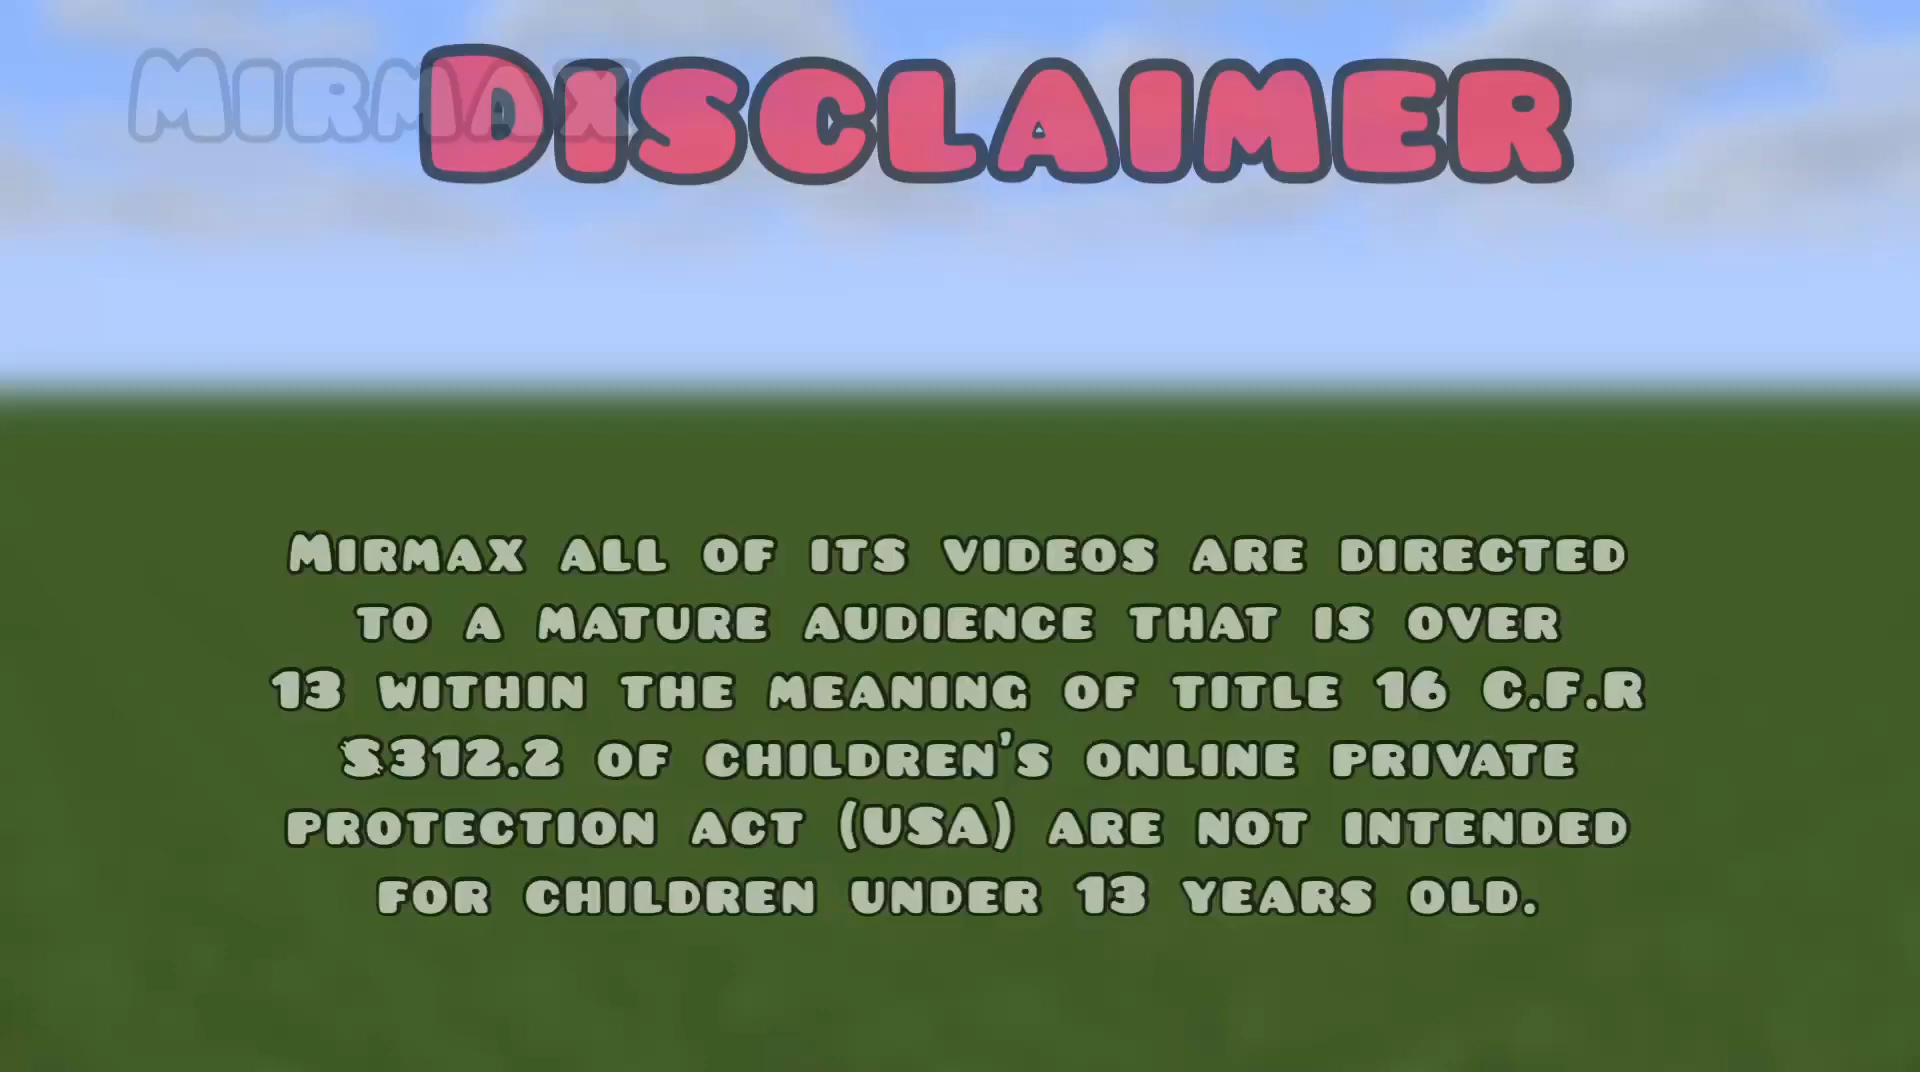 Mirmax
Disclaimer
Mirmax all of its videos are directed
to a mature audience that is over
13 within the meaning of title 16 C.F.R
§312.2 of children's online private
protection act (USA) are not intended
for children under 13 years old.